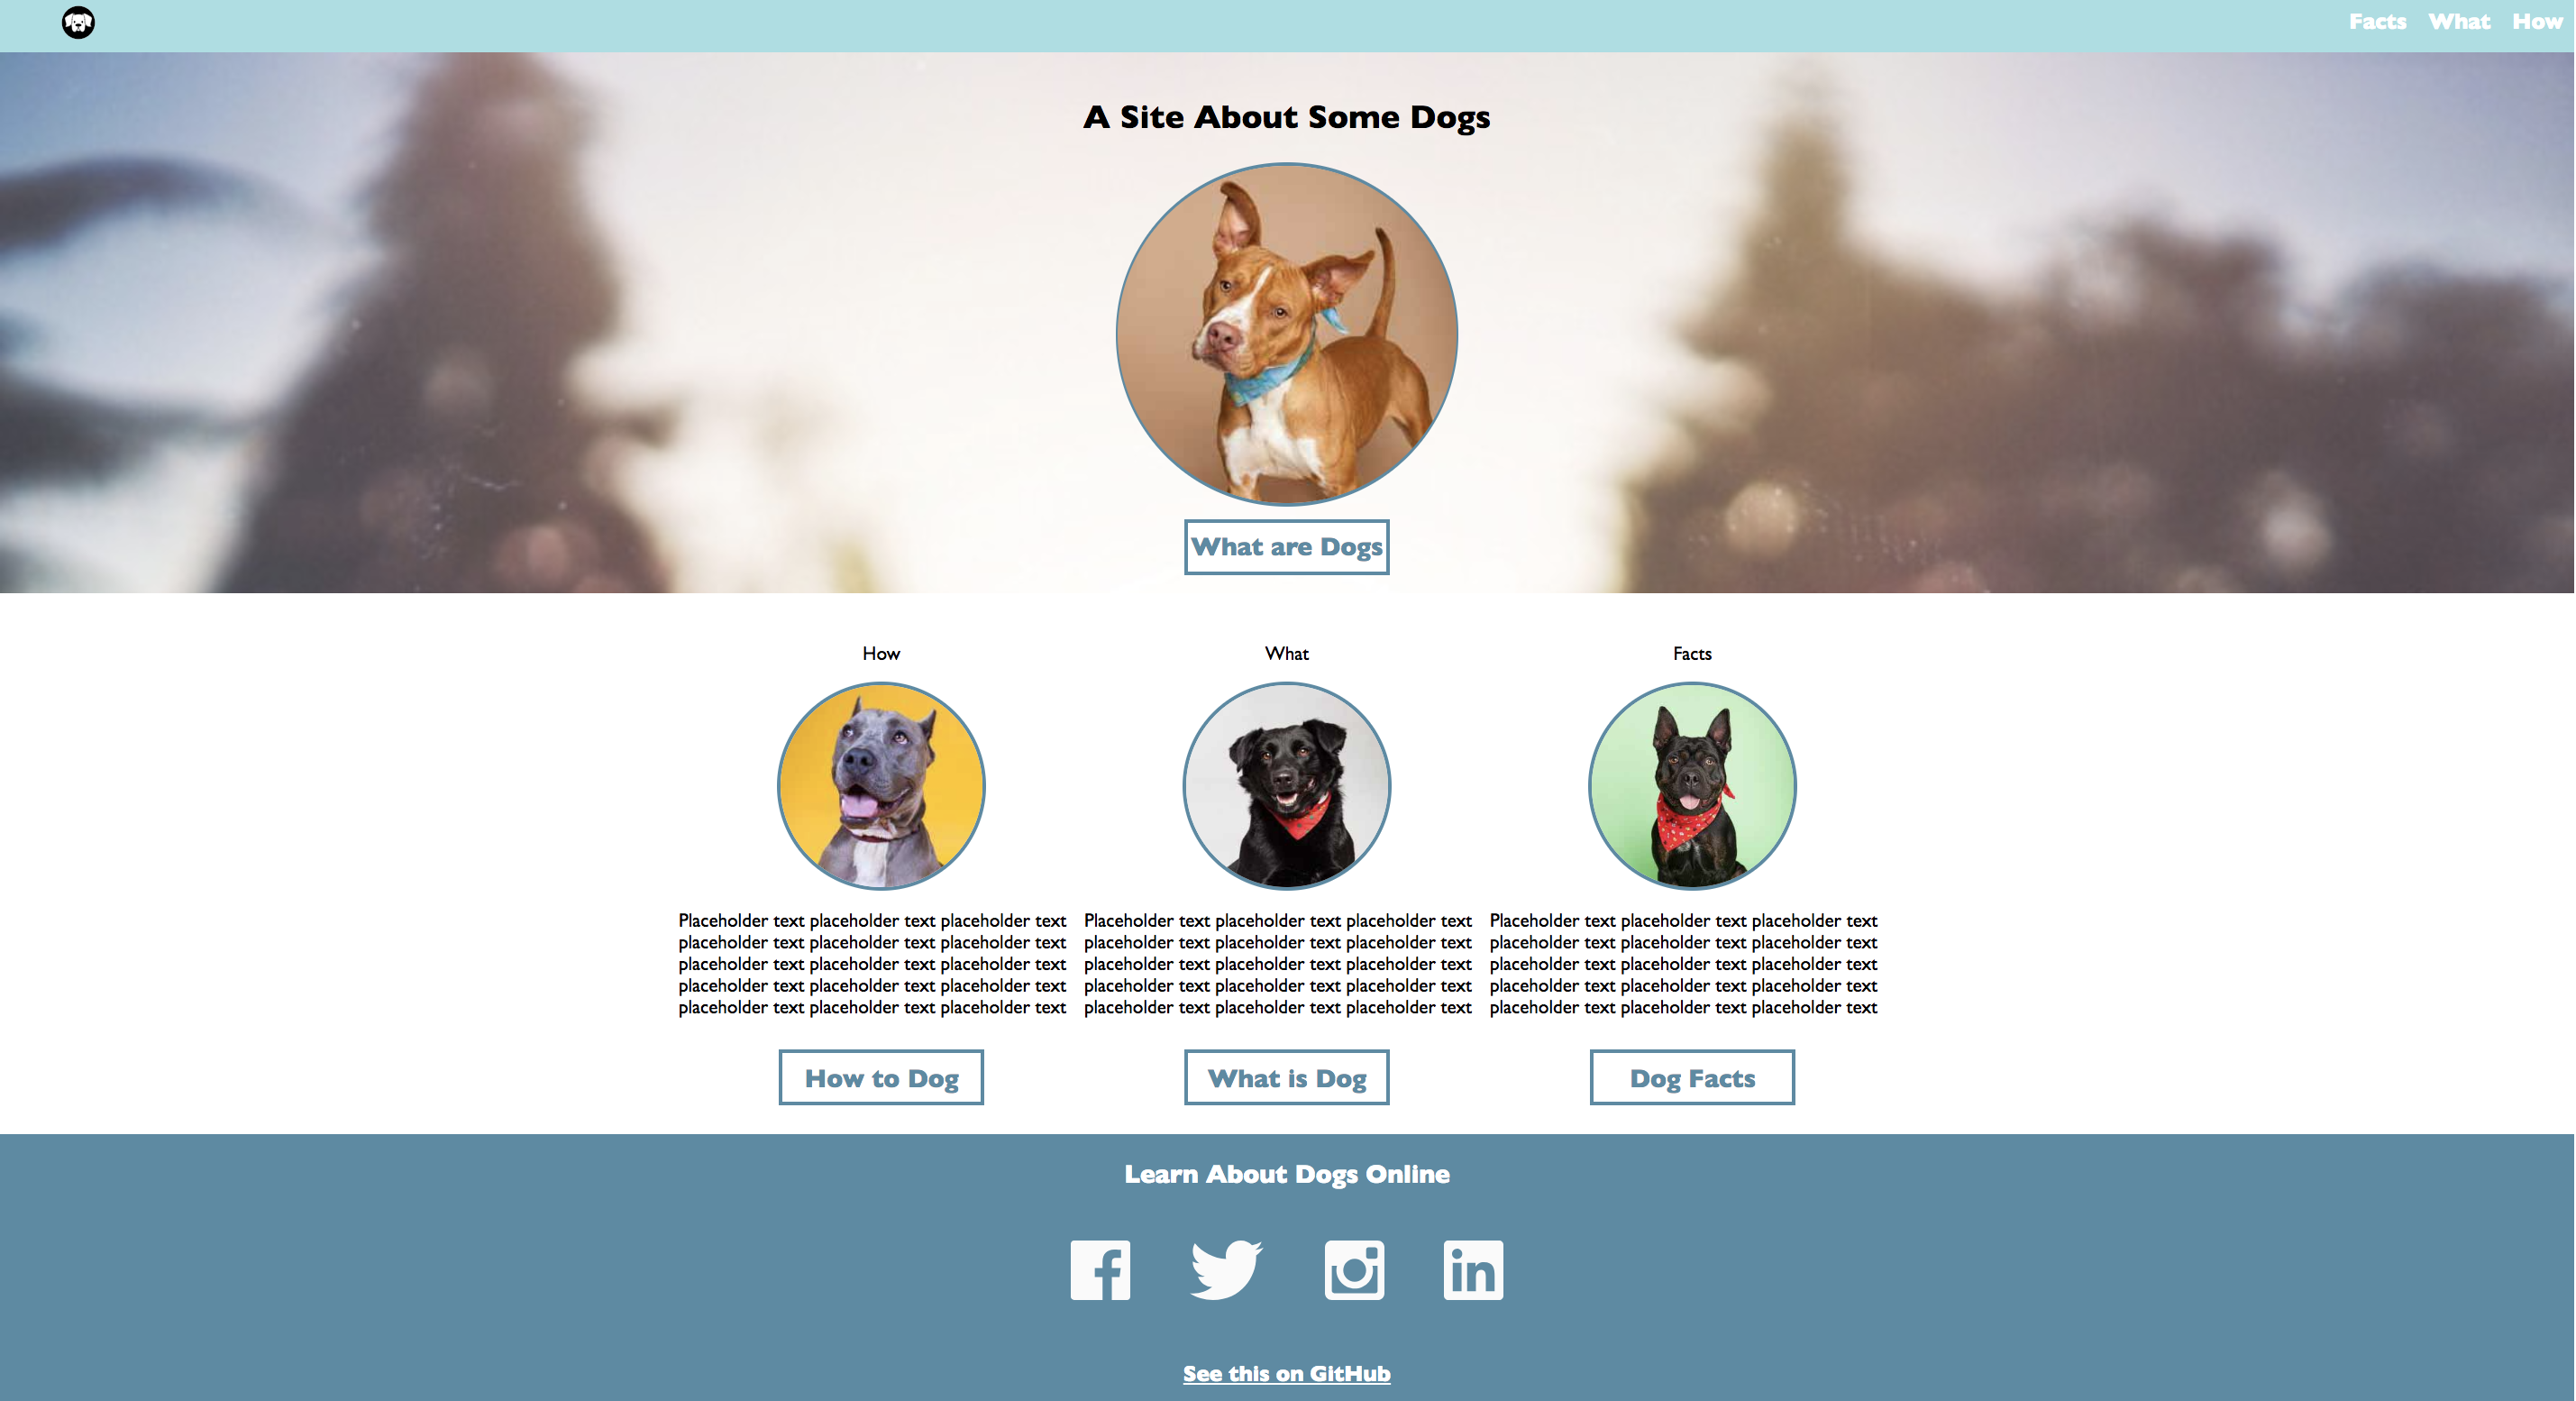 Facts What How
A Site About Some Dogs
What are Dogs
How
Placeholder text placeholder text placeholder text
placeholder text placeholder text placeholder text
placeholder text placeholder text placeholder text
placeholder text placeholder text placeholder text
placeholder text placeholder text placeholder text
How to Dog
What
Placeholder text placeholder text placeholder text
placeholder text placeholder text placeholder text
placeholder text placeholder text placeholder text
placeholder text placeholder text placeholder text
placeholder text placeholder text placeholder text
What is Dog
Facts
Placeholder text placeholder text placeholder text
placeholder text placeholder text placeholder text
placeholder text placeholder text placeholder text
placeholder text placeholder text placeholder text
placeholder text placeholder text placeholder text
Dog Facts
Learn About Dogs Online
f
in
See this on GitHub